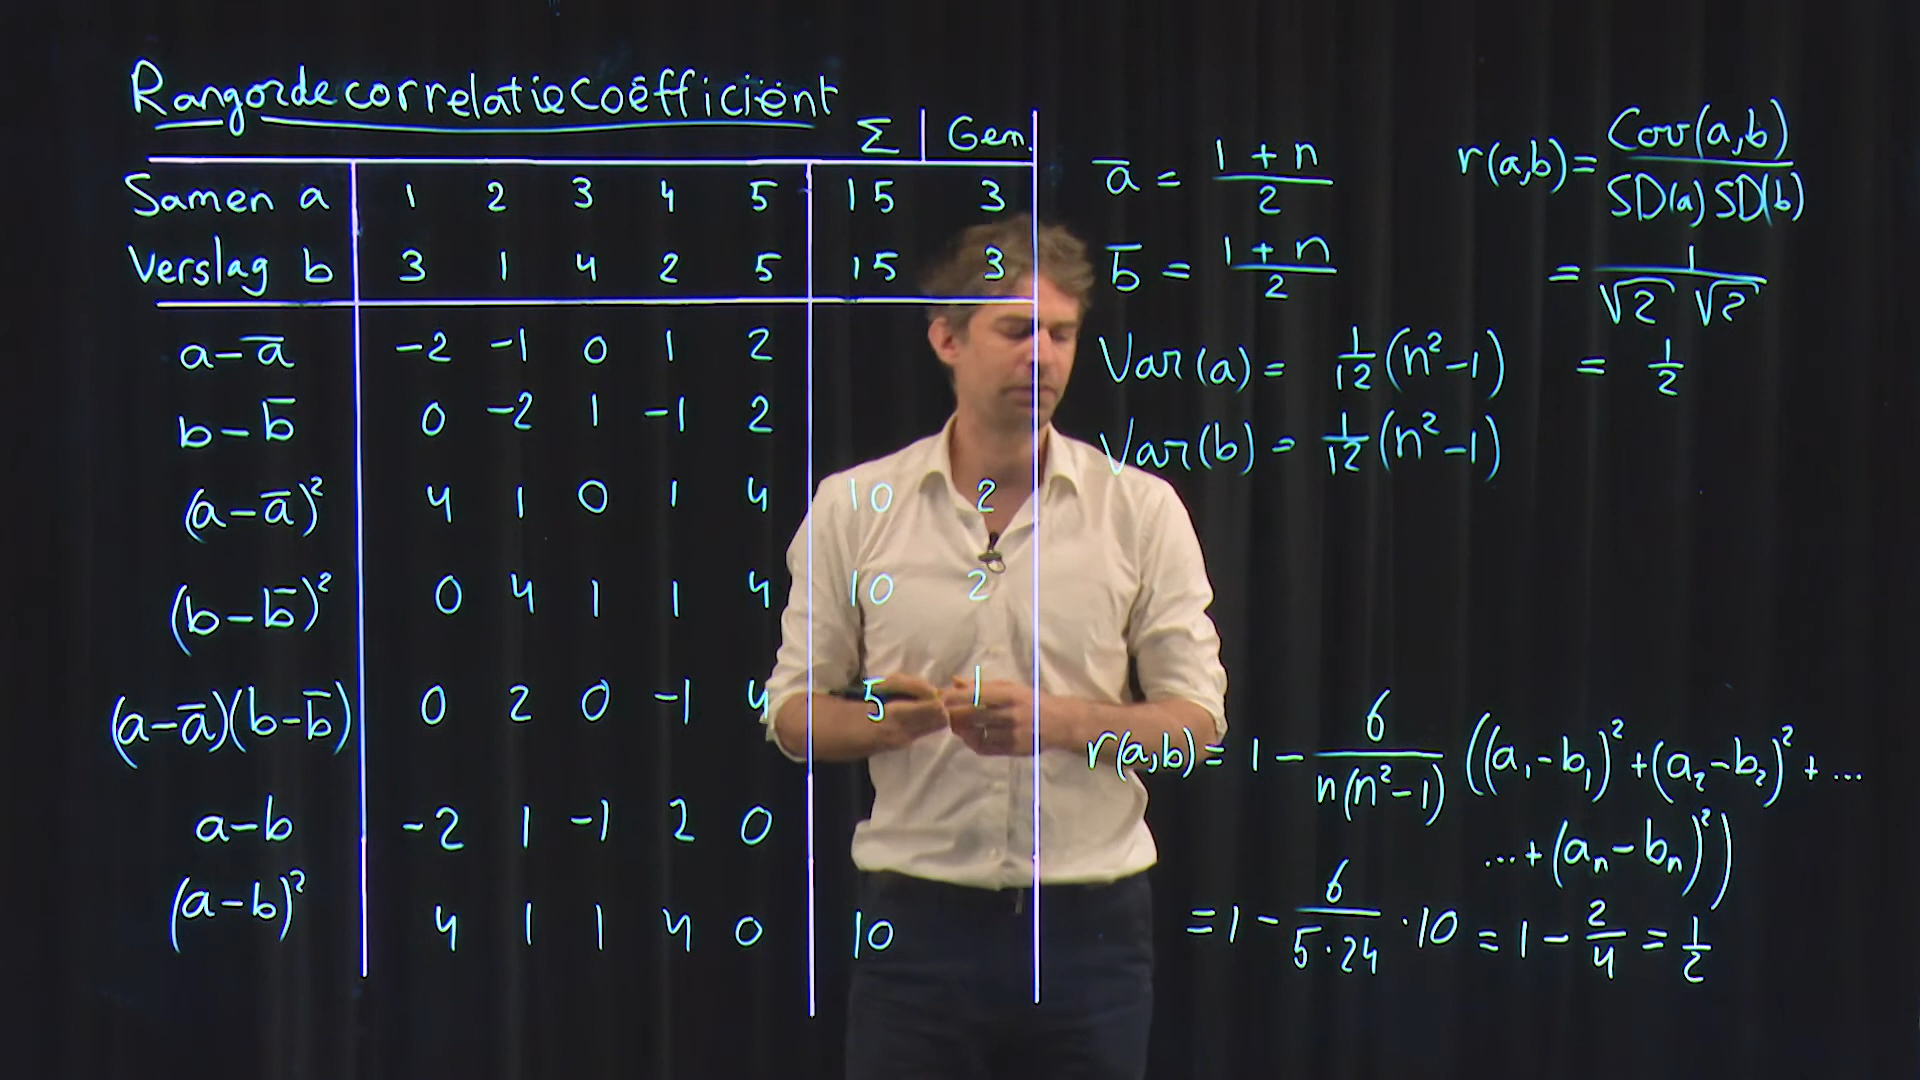 Rangordecorrelatiecoëfficiënt
Σ | Gem.
Samen a 1 2 3 4 5 15 3
Verslag b 3 1 4 2 5 15 3
a-a̅ -2 -1 0 1 2
b-b̅ 0 -2 1 -1 2
(a-a̅)² 4 1 0 1 4 10 2
(b-b̅)² 0 4 1 1 4 10 2
(a-a̅)(b-b̅) 0 2 0 -1 4 5 1
a-b -2 1 -1 2 0
(a-b)² 4 1 1 4 0 10
a̅ = (1+n)/2
b̅ = (1+n)/2
Var(a) = 1/12 (n²-1)
Var(b) = 1/12 (n²-1)
r(a,b) = Cov(a,b) / SD(a) SD(b)
= 1 / √2 √2
= 1/2
r(a,b) = 1 - 6/n(n²-1) ((a₁-b₁)² + (a₂-b₂)² + ...
... + (aₙ-bₙ)²)
= 1 - 6/5·24 · 10 = 1 - 2/4 = 1/2